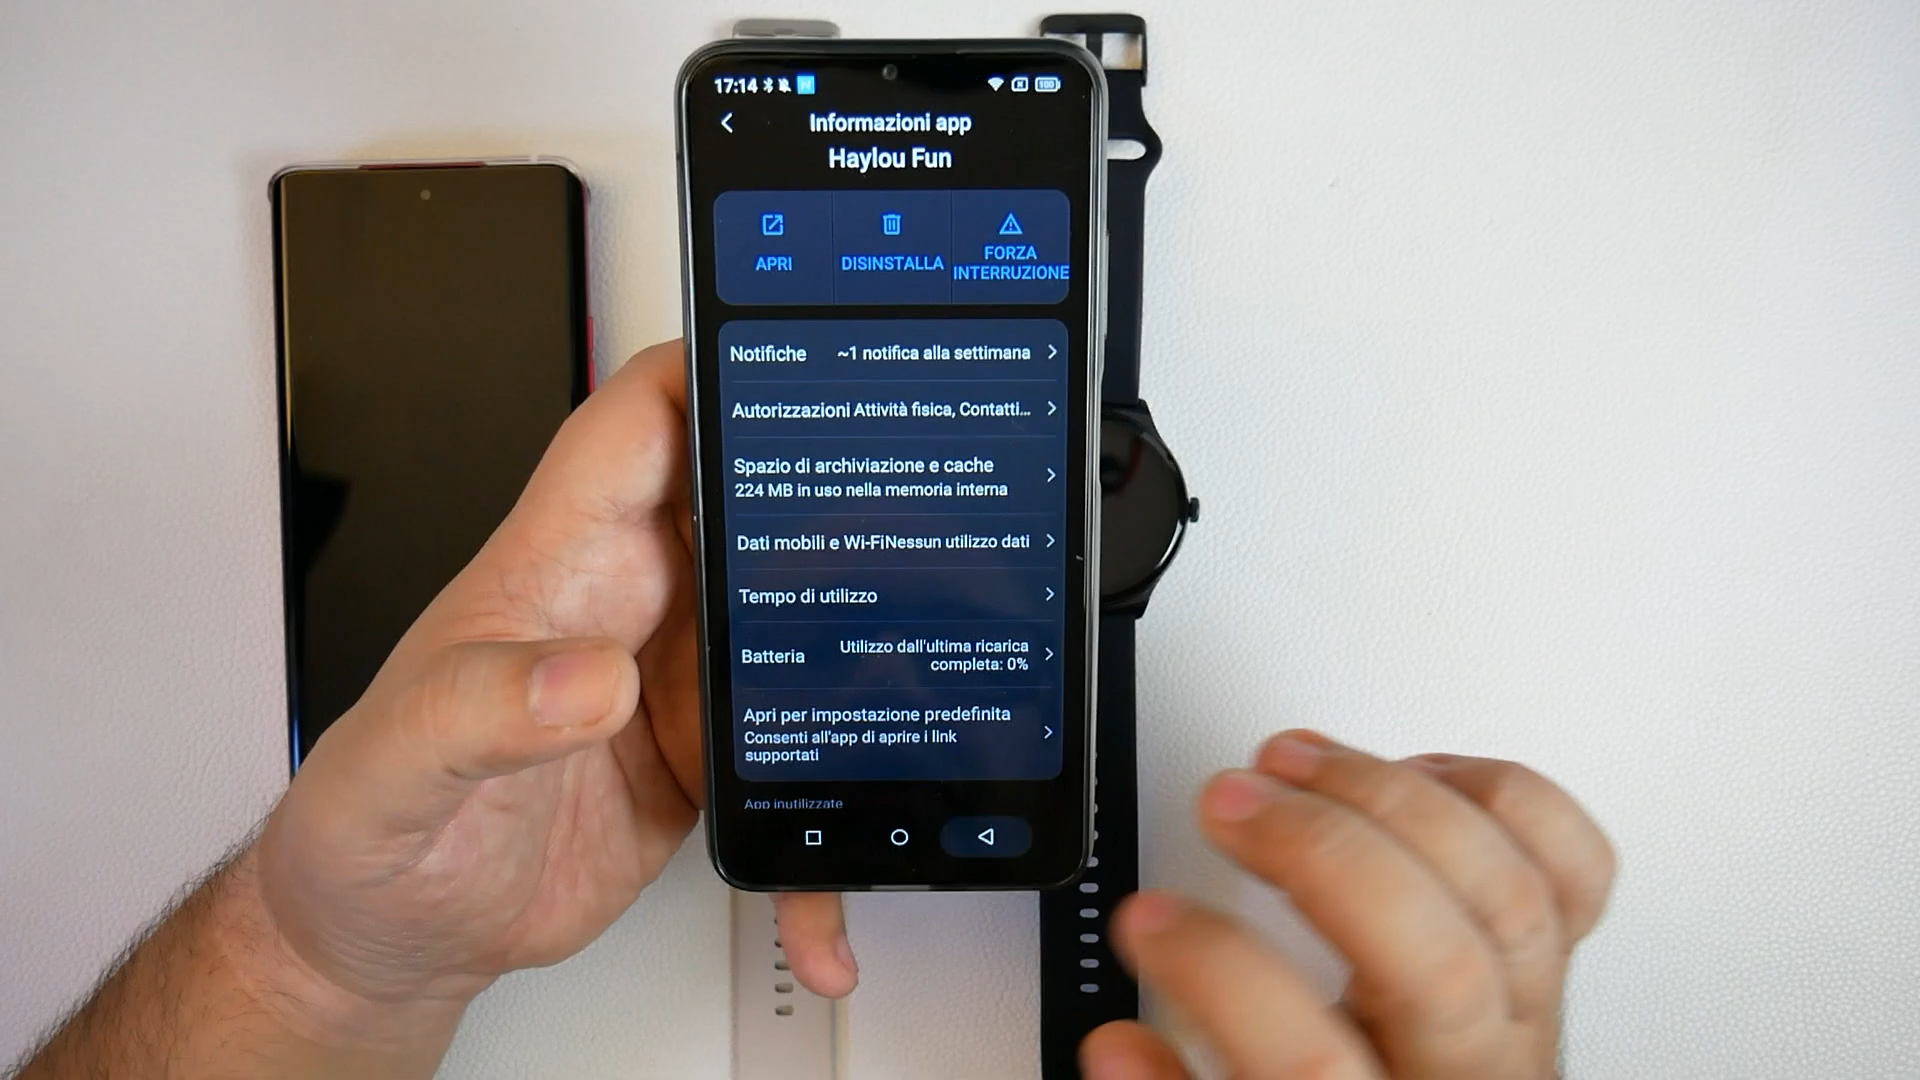 17:14
100
Informazioni app
Haylou Fun
APRI
DISINSTALLA
FORZA
INTERRUZIONE
Notifiche ~1 notifica alla settimana
Autorizzazioni Attività fisica, Contatti...
Spazio di archiviazione e cache
224 MB in uso nella memoria interna
Dati mobili e Wi-Fi Nessun utilizzo dati
Tempo di utilizzo
Batteria Utilizzo dall'ultima ricarica
completa: 0%
Apri per impostazione predefinita
Consenti all'app di aprire i link
supportati
App inutilizzate